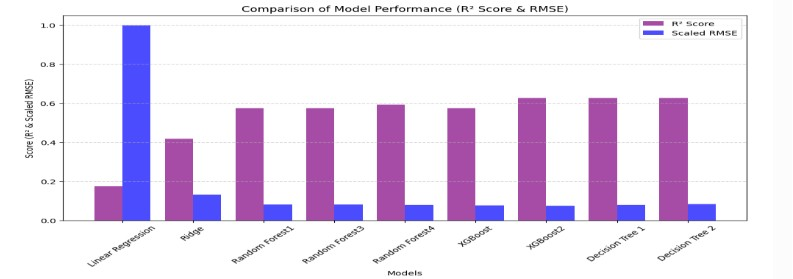 Comparison of Model Performance (R² Score & RMSE)
R² Score
Scaled RMSE
Score (R² & Scaled RMSE)
1.0
0.8
0.6
0.4
0.2
0.0
Linear Regression
Ridge
Random Forest1
Random Forest3
Random Forest4
XGBoost
XGBoost2
Decision Tree 1
Decision Tree 2
Models